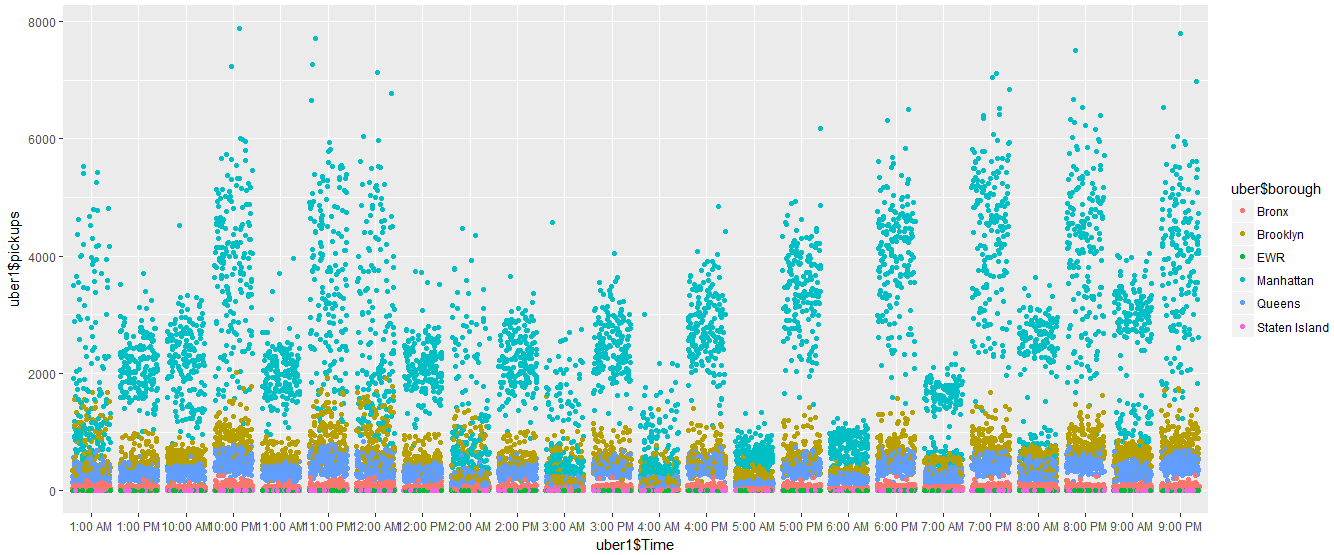 8000
6000
4000
2000
0
uber1$pickups
1:00 AM 1:00 PM 10:00 AM 10:00 PM 11:00 AM 11:00 PM 12:00 AM 12:00 PM 2:00 AM 2:00 PM 3:00 AM 3:00 PM 4:00 AM 4:00 PM 5:00 AM 5:00 PM 6:00 AM 6:00 PM 7:00 AM 7:00 PM 8:00 AM 8:00 PM 9:00 AM 9:00 PM
uber1$Time
uber$borough
Bronx
Brooklyn
EWR
Manhattan
Queens
Staten Island